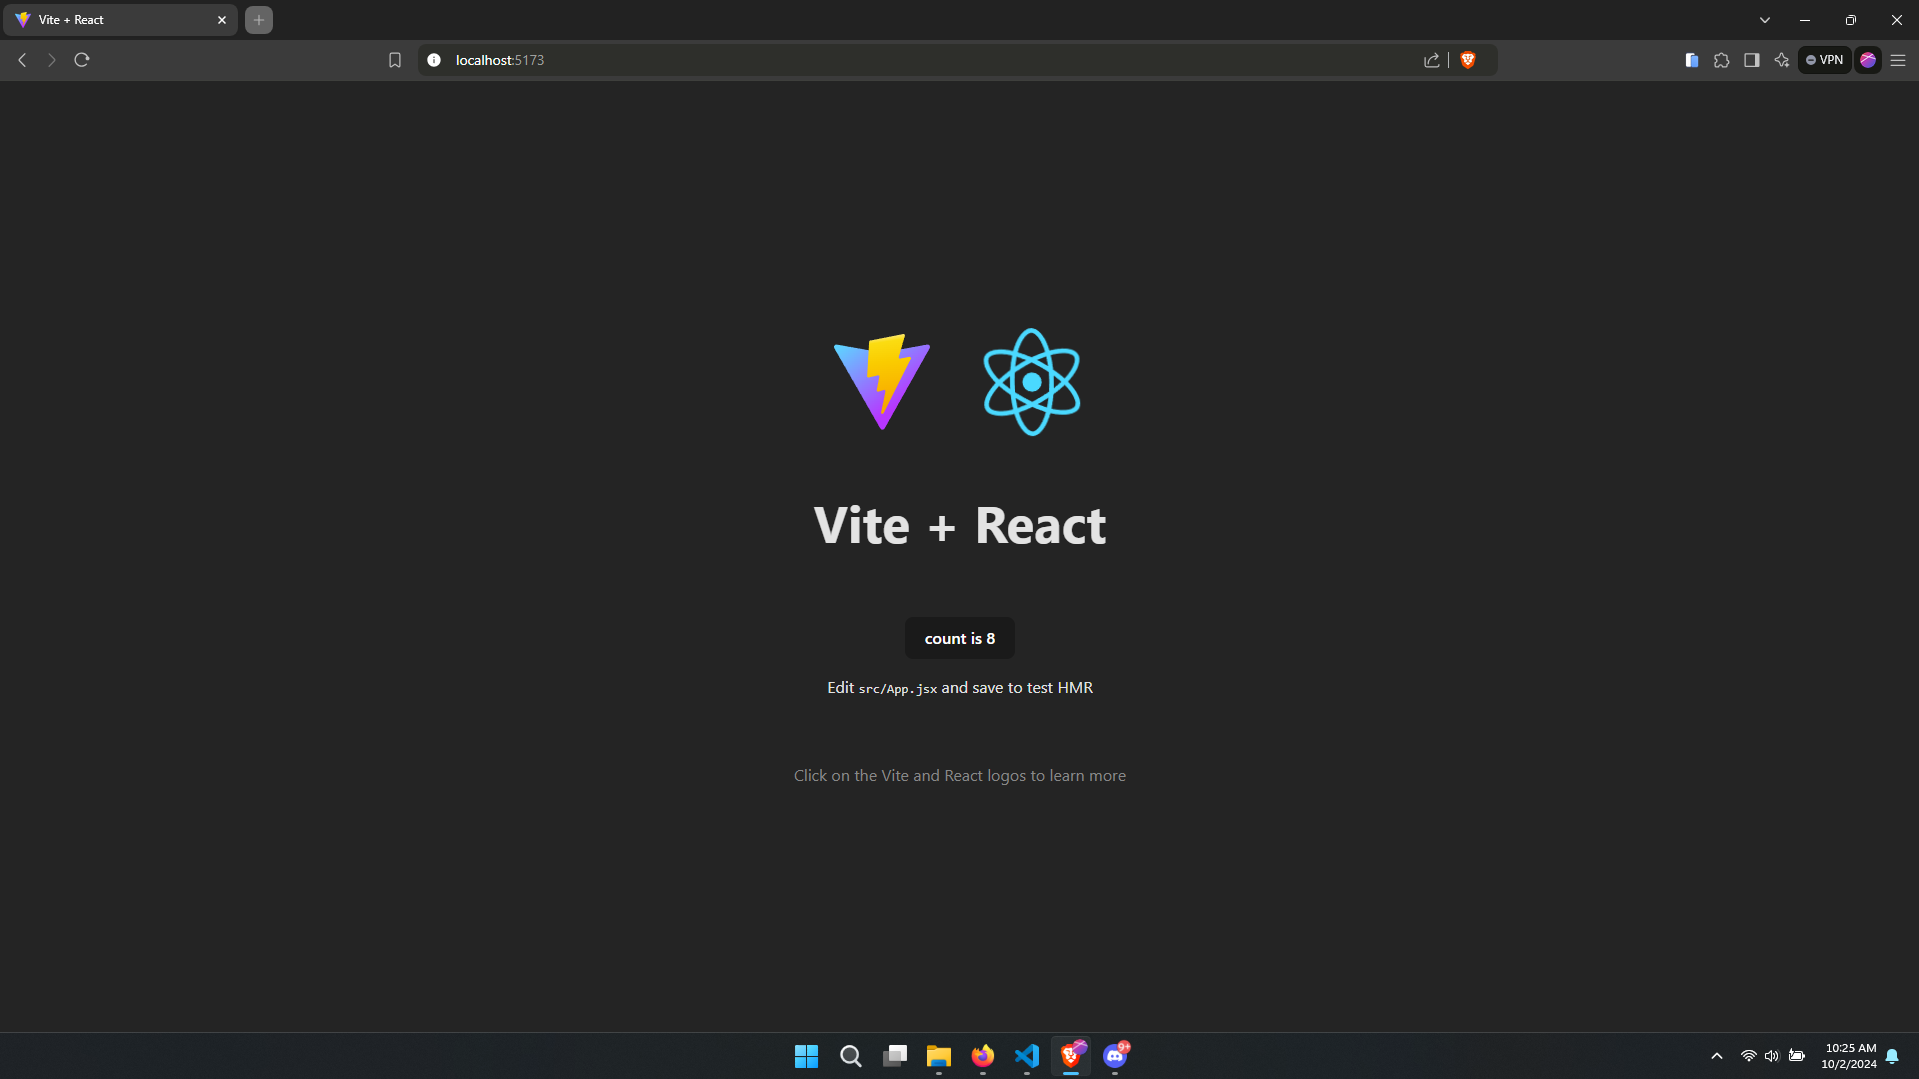 Vite + React
localhost:5173
VPN
Vite + React
count is 8
Edit src/App.jsx and save to test HMR
Click on the Vite and React logos to learn more
9+
10:25 AM
10/2/2024